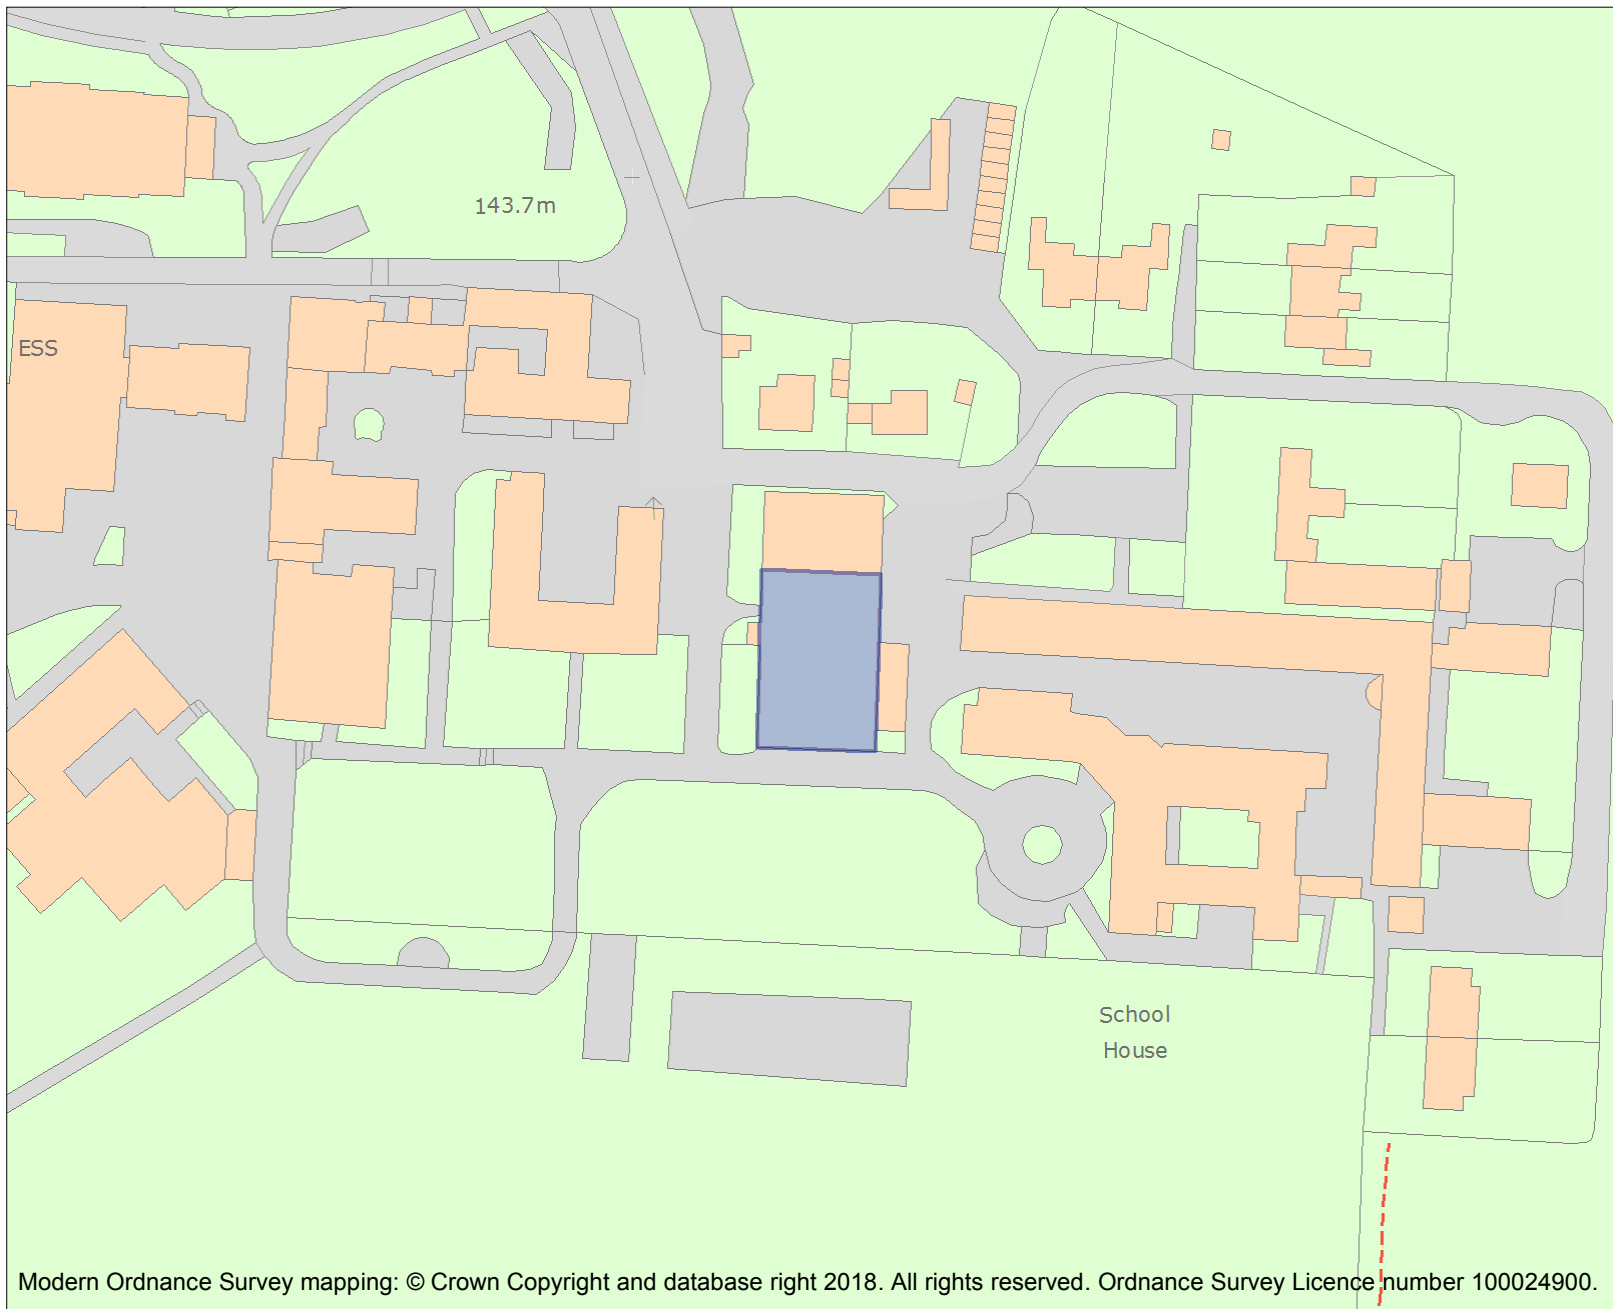 143.7m
ESS
School
House
Modern Ordnance Survey mapping: © Crown Copyright and database right 2018. All rights reserved. Ordnance Survey Licence number 100024900.